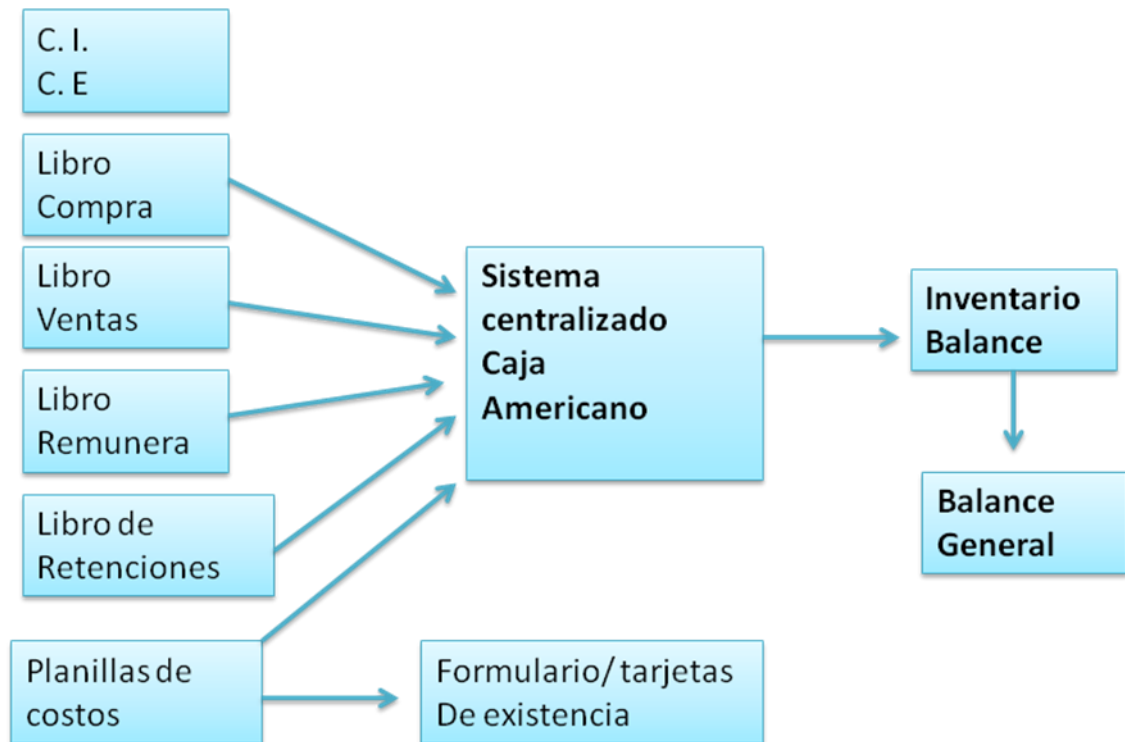 C. I.
C. E
Libro
Compra
Libro
Ventas
Libro
Remunera
Libro de
Retenciones
Planillas de
costos
Sistema
centralizado
Caja
Americano
Formulario/ tarjetas
De existencia
Inventario
Balance
Balance
General